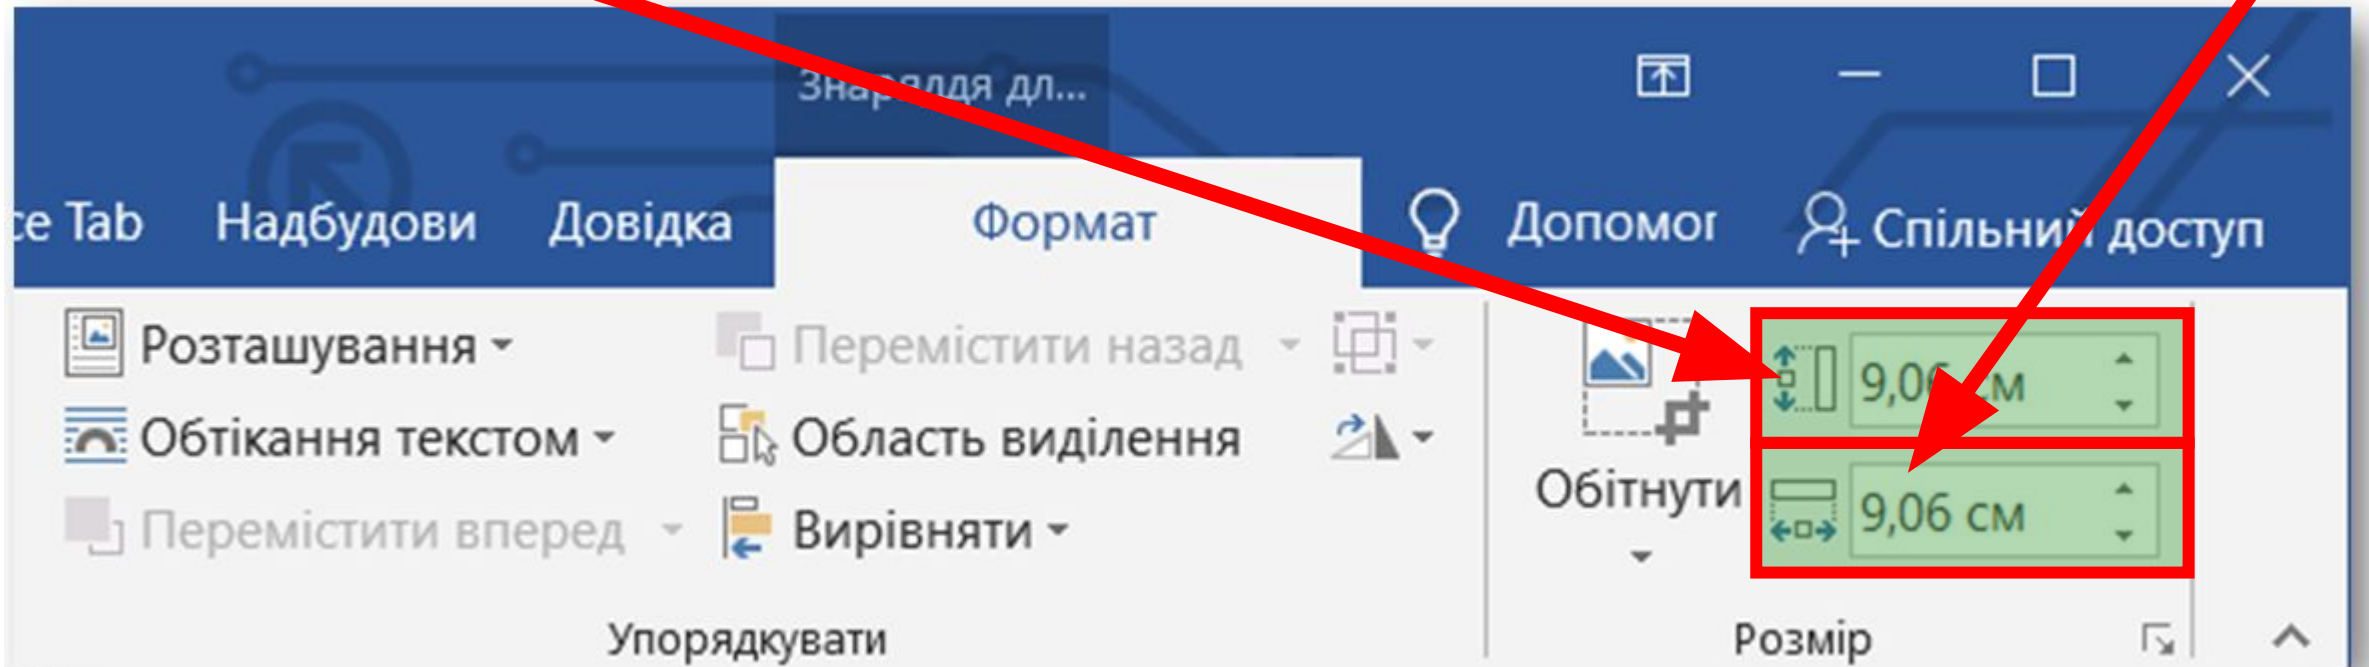 Знаряддя дл...
ce Tab Надбудови Довідка Формат Допомог Спільний доступ
Розташування Перемістити назад 9,06 см
Обтікання текстом Область виділення
Обітнути 9,06 см
Перемістити вперед Вирівняти
Упорядкувати Розмір